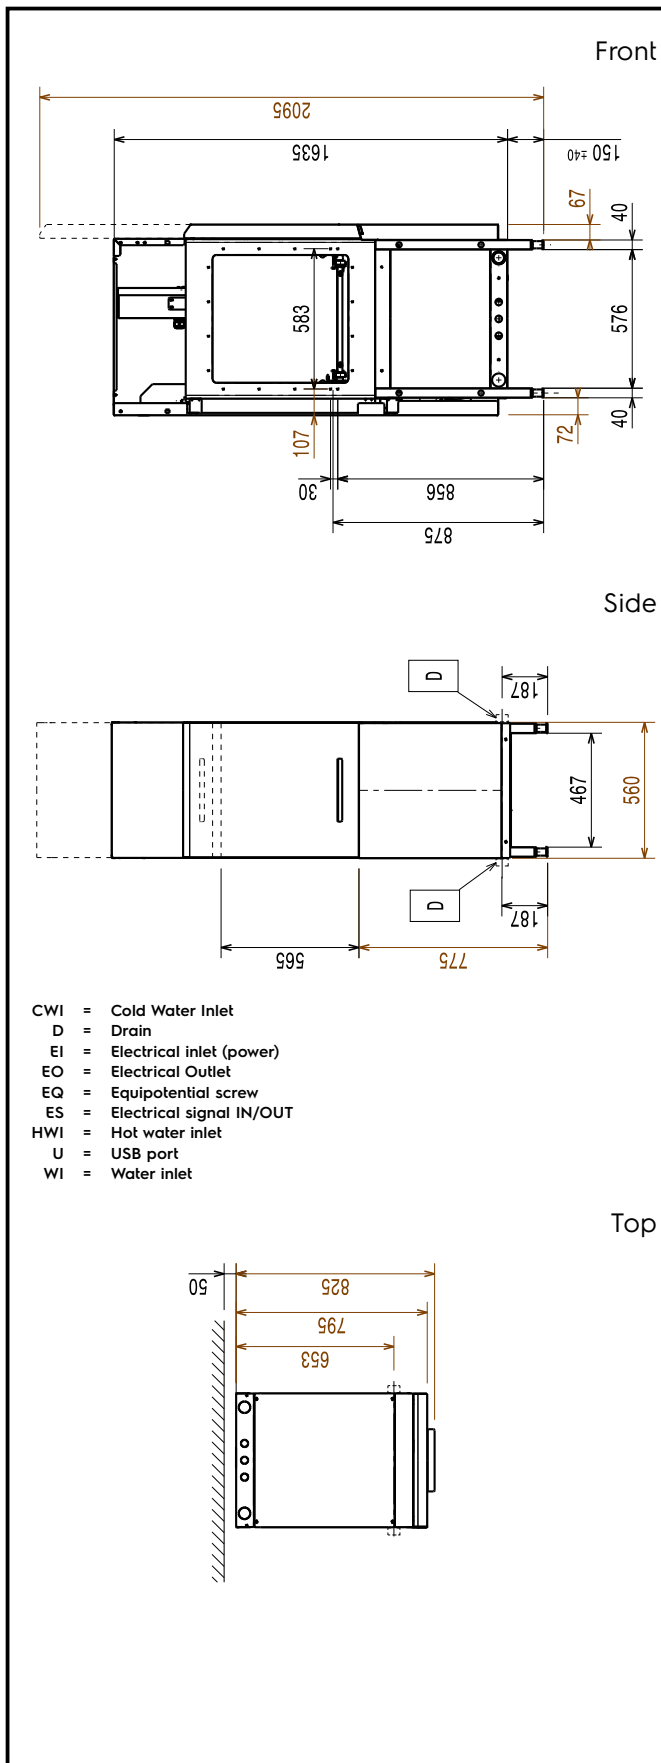 Front
2095
1635
150 ±40
67
40
583
576
107
72
40
30
856
875
Side
D
187
467
560
D
187
565
775
CWI = Cold Water Inlet
D = Drain
EI = Electrical inlet (power)
EO = Electrical Outlet
EQ = Equipotential screw
ES = Electrical signal IN/OUT
HWI = Hot water inlet
U = USB port
WI = Water inlet
Top
50
825
795
653